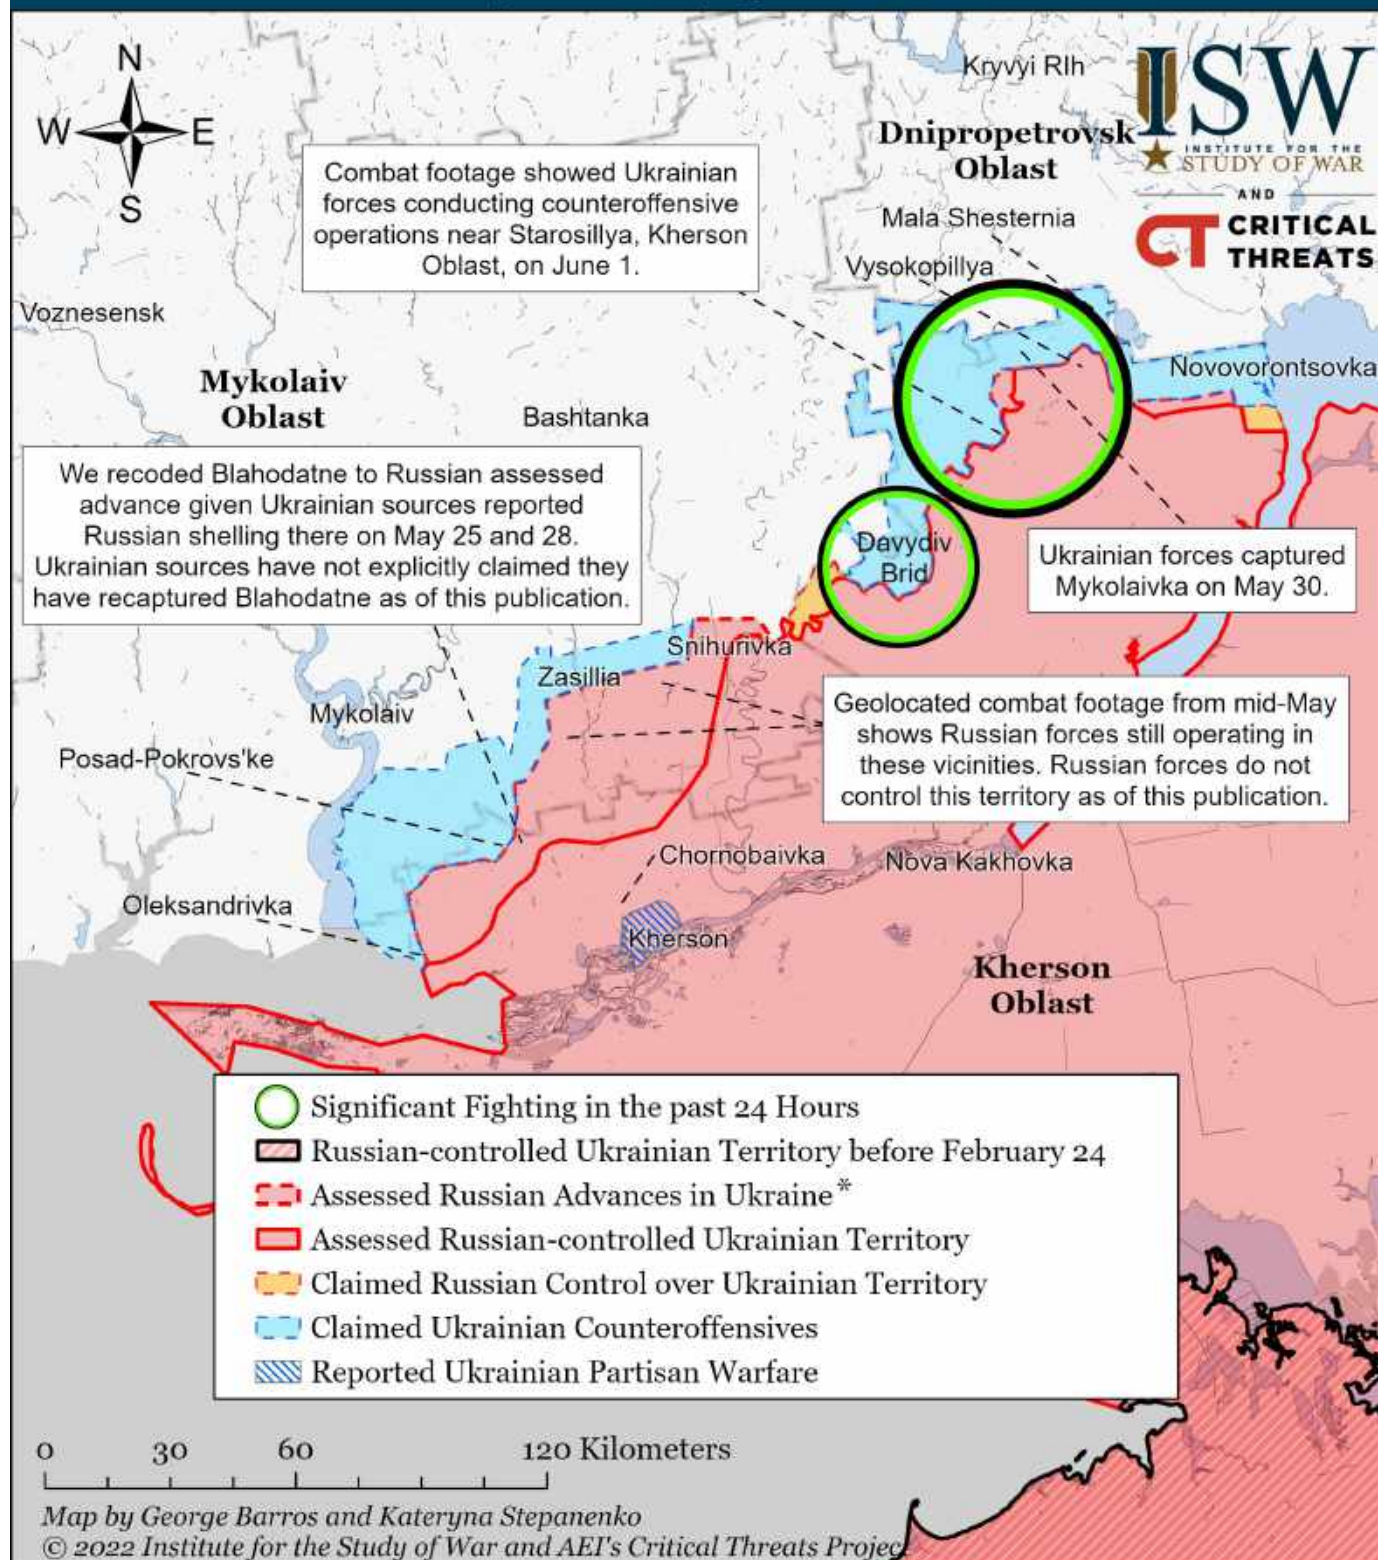 N
W E
S
Kryvyi RIh
ISW
INSTITUTE FOR THE
STUDY OF WAR
AND
CT CRITICAL
THREATS
Dnipropetrovsk
Oblast
Combat footage showed Ukrainian
forces conducting counteroffensive
operations near Starosillya, Kherson
Oblast, on June 1.
Mala Shesternia
Vysokopillya
Voznesensk
Novovorontsovka
Mykolaiv
Oblast
Bashtanka
We recoded Blahodatne to Russian assessed
advance given Ukrainian sources reported
Russian shelling there on May 25 and 28.
Ukrainian sources have not explicitly claimed they
have recaptured Blahodatne as of this publication.
Davydiv
Brid
Ukrainian forces captured
Mykolaivka on May 30.
Snihurivka
Zasillia
Mykolaiv
Geolocated combat footage from mid-May
shows Russian forces still operating in
these vicinities. Russian forces do not
control this territory as of this publication.
Posad-Pokrovs'ke
Chornobaivka
Nova Kakhovka
Oleksandrivka
Kherson
Kherson
Oblast
Significant Fighting in the past 24 Hours
Russian-controlled Ukrainian Territory before February 24
Assessed Russian Advances in Ukraine*
Assessed Russian-controlled Ukrainian Territory
Claimed Russian Control over Ukrainian Territory
Claimed Ukrainian Counteroffensives
Reported Ukrainian Partisan Warfare
0 30 60 120 Kilometers
Map by George Barros and Kateryna Stepanenko
© 2022 Institute for the Study of War and AEI's Critical Threats Project